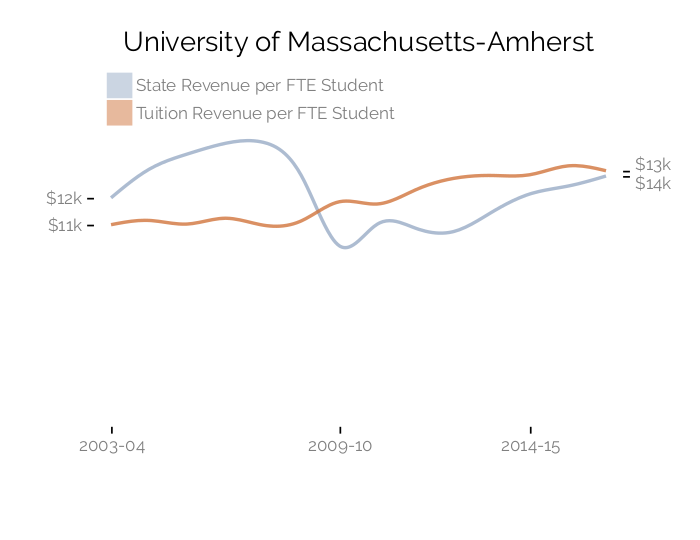 University of Massachusetts-Amherst
State Revenue per FTE Student
Tuition Revenue per FTE Student
$13k
$14k
$12k
$11k
2003-04 2009-10 2014-15